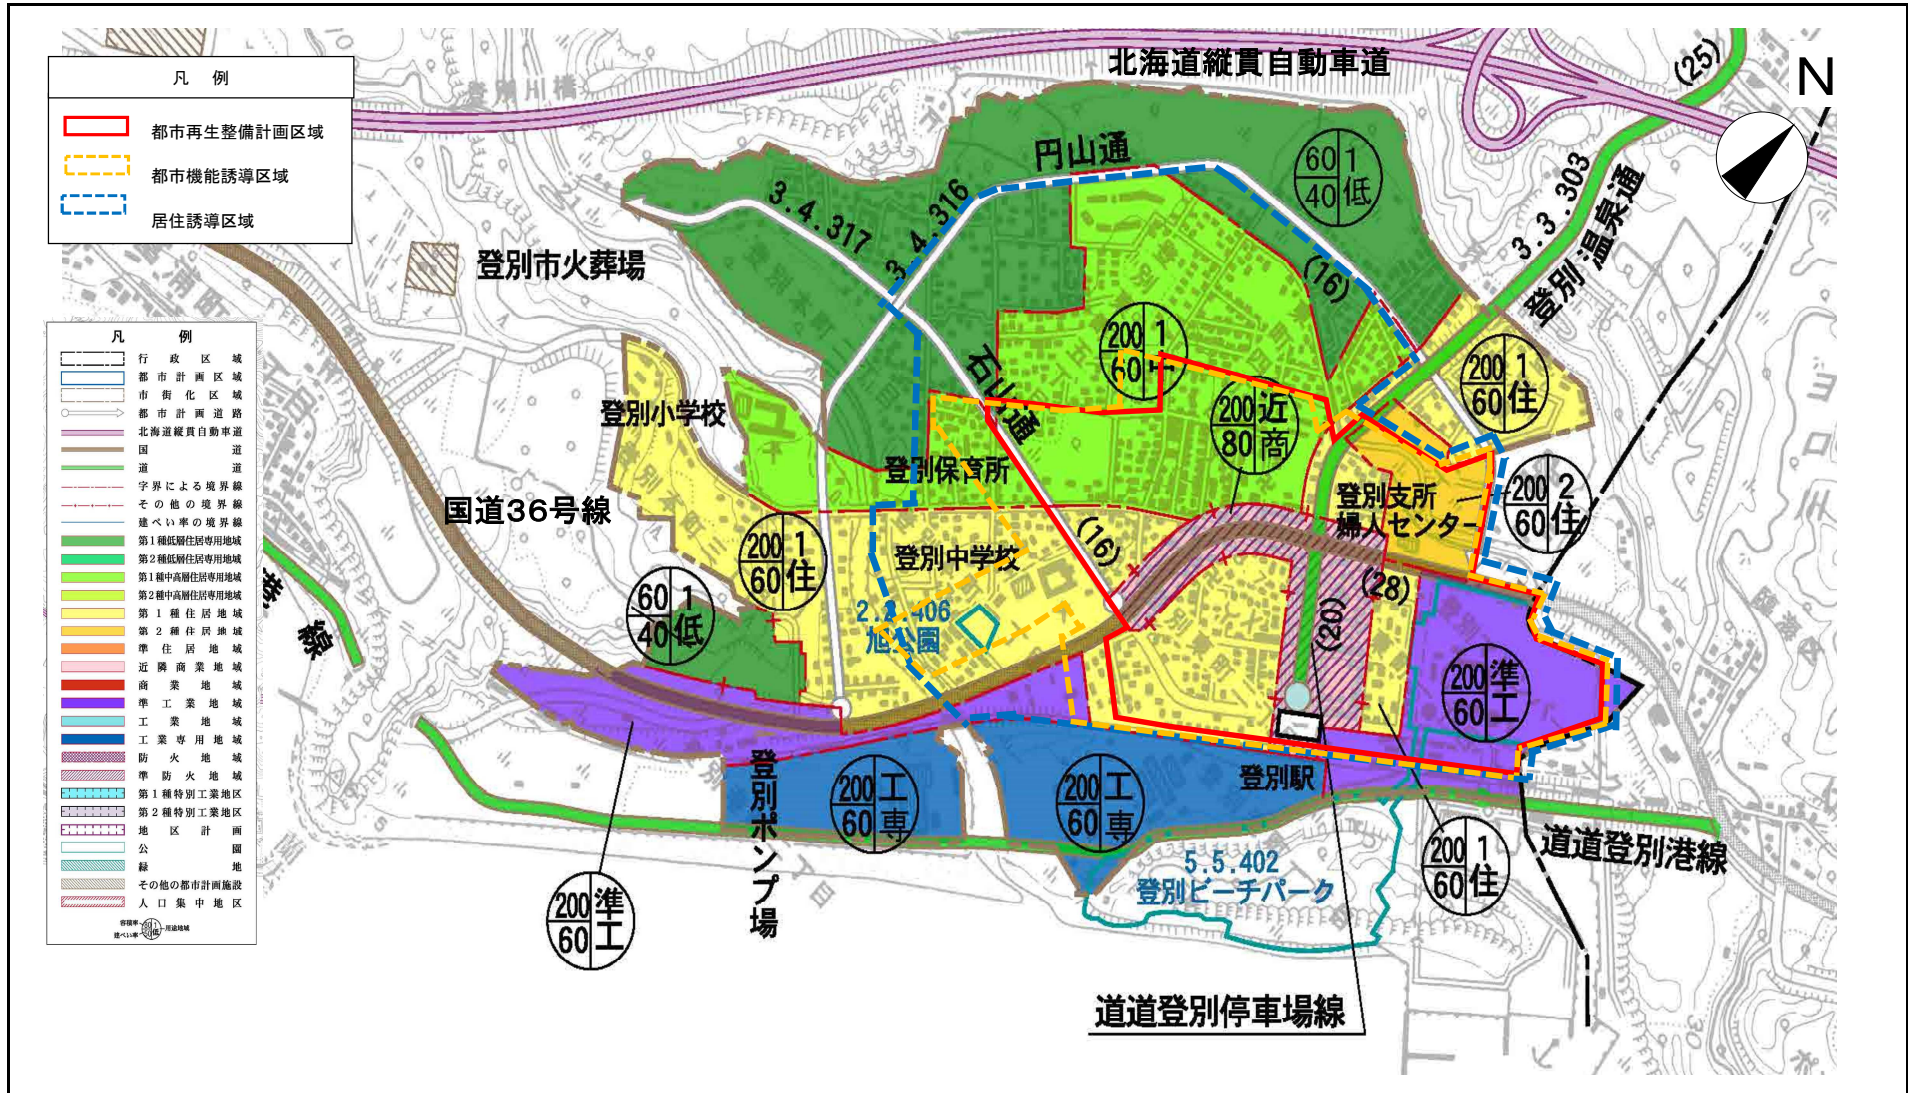 凡 例
都市再生整備計画区域
都市機能誘導区域
居住誘導区域
北海道縦貫自動車道
(25)
N
登別川橋
円山通
60 1
40 低
3.4.317
3.4.316
(16)
3.3.303
登別温泉通
登別市火葬場
凡 例
行政区域
都市計画区域
市街化区域
都市計画道路
北海道縦貫自動車道
国道
道道
字界による境界線
その他の境界線
建ぺい率の境界線
第1種低層住居専用地域
第2種低層住居専用地域
第1種中高層住居専用地域
第2種中高層住居専用地域
第1種住居地域
第2種住居地域
準住居地域
近隣商業地域
商業地域
準工業地域
工業地域
工業専用地域
防火地域
準防火地域
第1種特別工業地区
第2種特別工業地区
地区計画
公園
緑地
その他の都市計画施設
人口集中地区
容積率
建ぺい率
用途地域
石山通
200 1
60
200 近
80 商
200 1
60 住
登別小学校
登別保育所
国道36号線
登別支所
婦人センター
200 2
60 住
200 1
60 住
登別中学校
(16)
60 1
40 低
2.2.406
旭公園
(28)
(20)
200 準
60 工
線
登別ポンプ場
200 工
60 専
200 工
60 専
登別駅
200 1
60 住
道道登別港線
5.5.402
登別ビーチパーク
200 準
60 工
道道登別停車場線